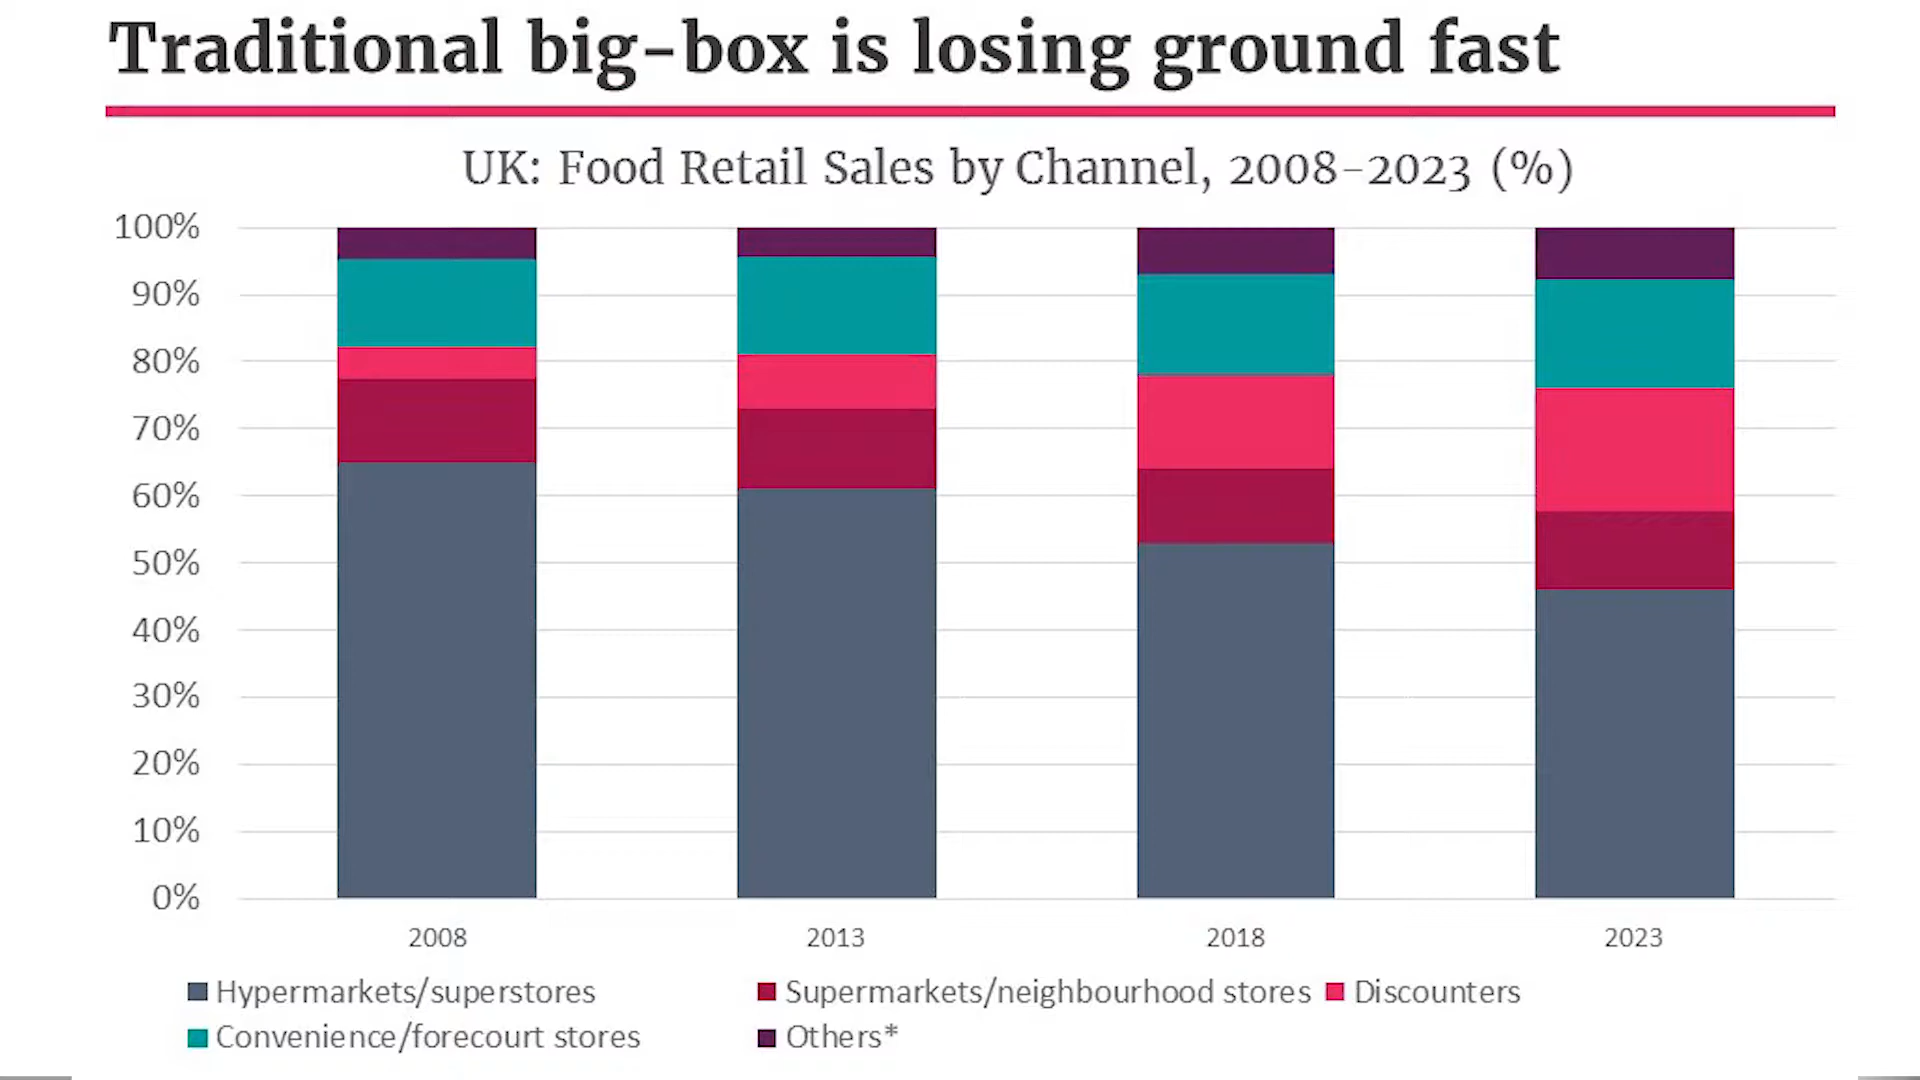 Traditional big-box is losing ground fast
UK: Food Retail Sales by Channel, 2008-2023 (%)
100%
90%
80%
70%
60%
50%
40%
30%
20%
10%
0%
2008 2013 2018 2023
Hypermarkets/superstores Supermarkets/neighbourhood stores Discounters
Convenience/forecourt stores Others*